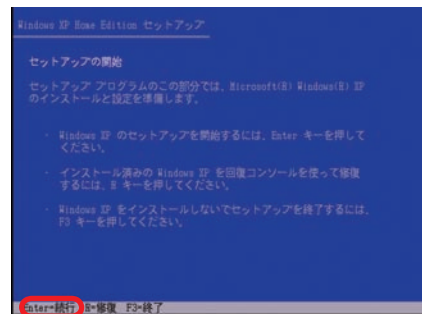 Windows XP Home Edition セットアップ
セットアップの開始
セットアップ プログラムのこの部分では、Microsoft(R) Windows(R) XP
のインストールと設定を準備します。
・ Windows XP のセットアップを開始するには、Enter キーを押して
ください。
・ インストール済みの Windows XP を回復コンソールを使って修復
するには、R キーを押してください。
・ Windows XP をインストールしないでセットアップを終了するには、
F3 キーを押してください。
Enter=続行 R=修復 F3=終了